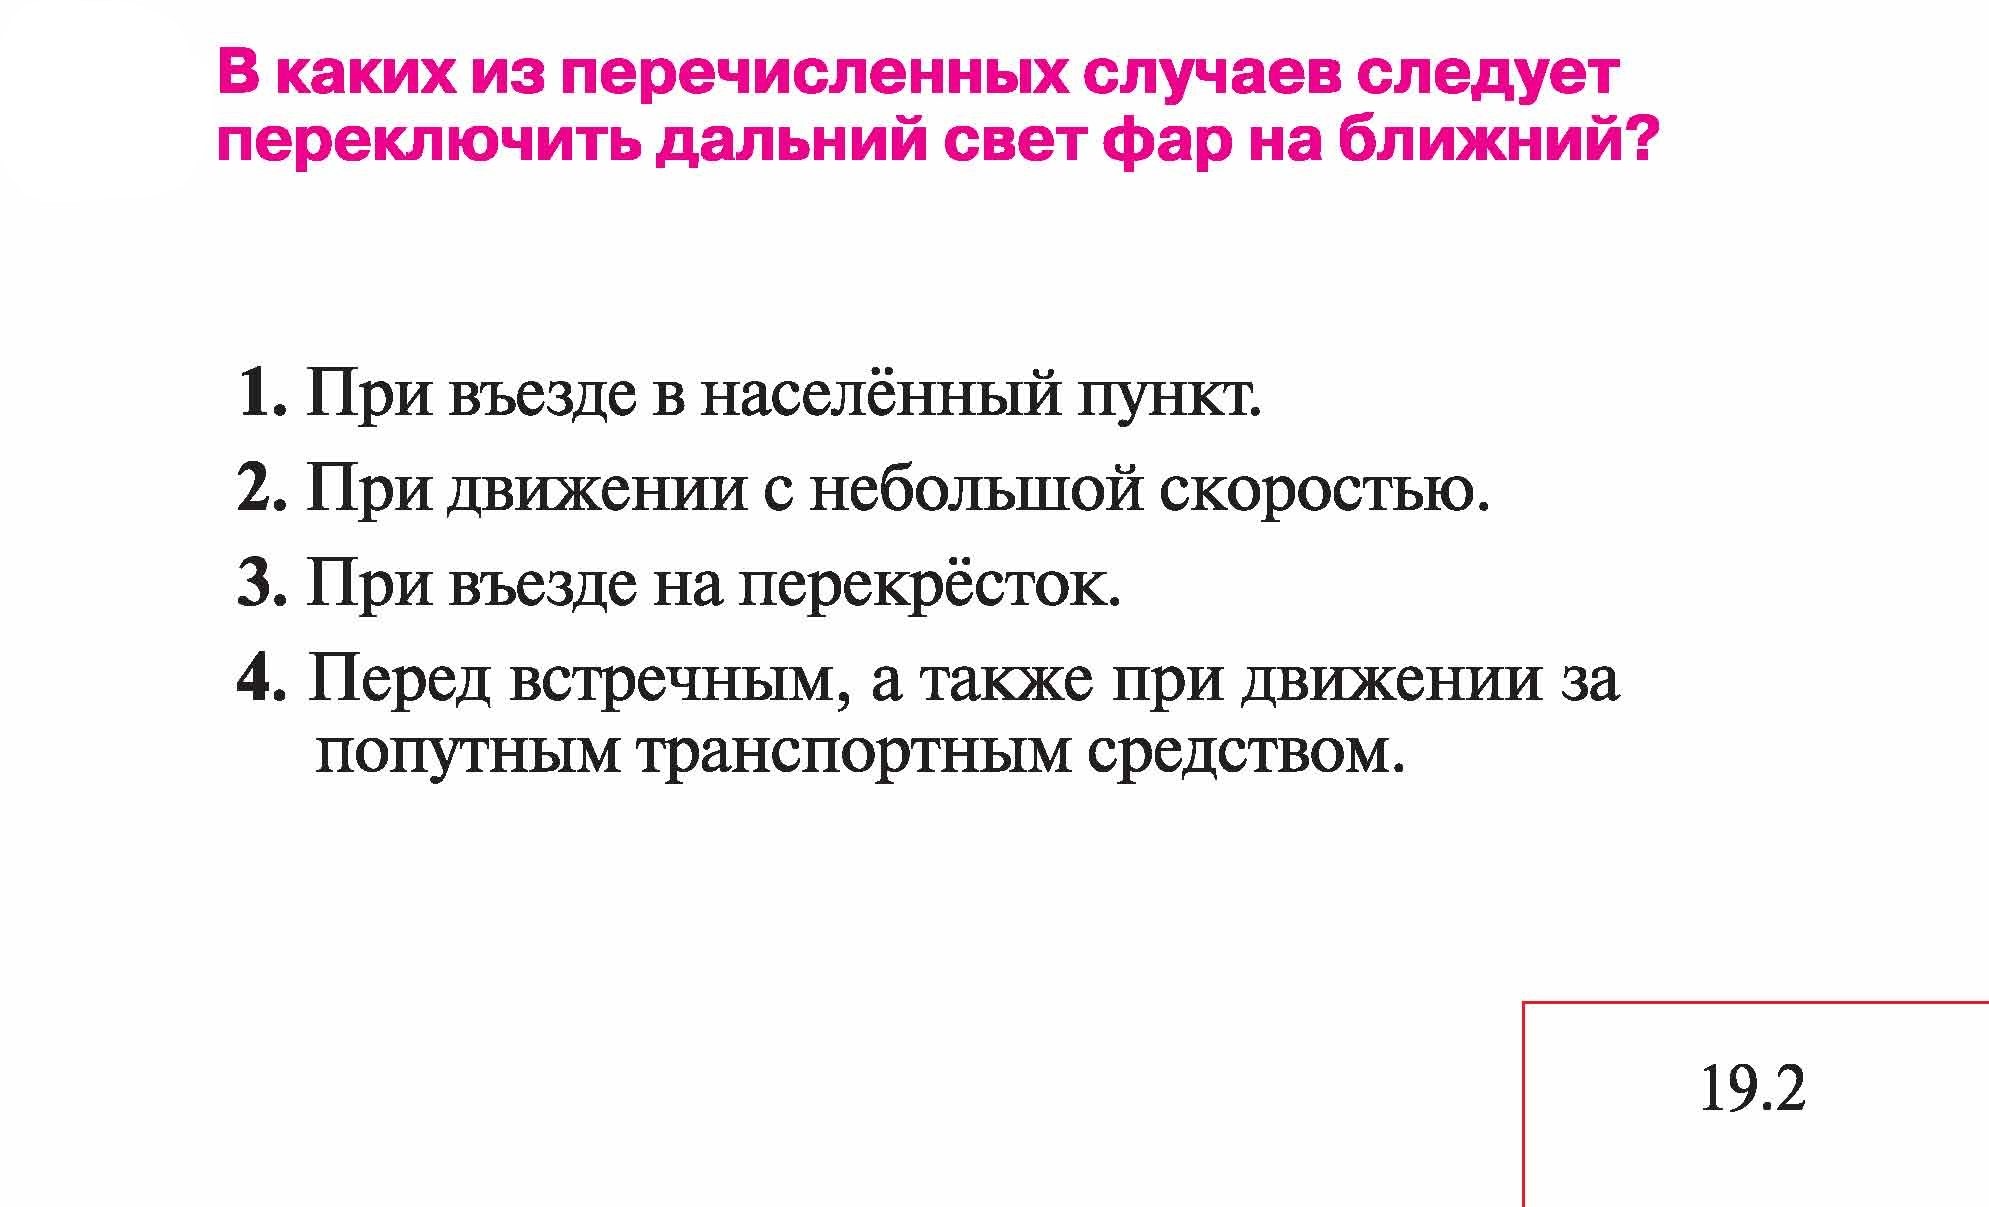 В каких из перечисленных случаев следует
переключить дальний свет фар на ближний?
1. При въезде в населённый пункт.
2. При движении с небольшой скоростью.
3. При въезде на перекрёсток.
4. Перед встречным, а также при движении за
попутным транспортным средством.
19.2